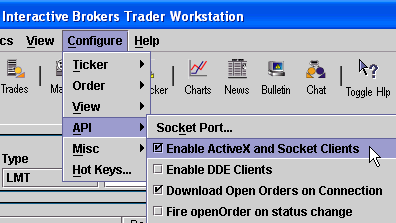 Interactive Brokers Trader Workstation
cs View Configure Help
Trades Ma cker Charts News Bulletin Chat Toggle Hlp
Ticker
Order
View
API
Misc
Hot Keys...
Socket Port...
Enable ActiveX and Socket Clients
Enable DDE Clients
Download Open Orders on Connection
Fire openOrder on status change
Type
LMT